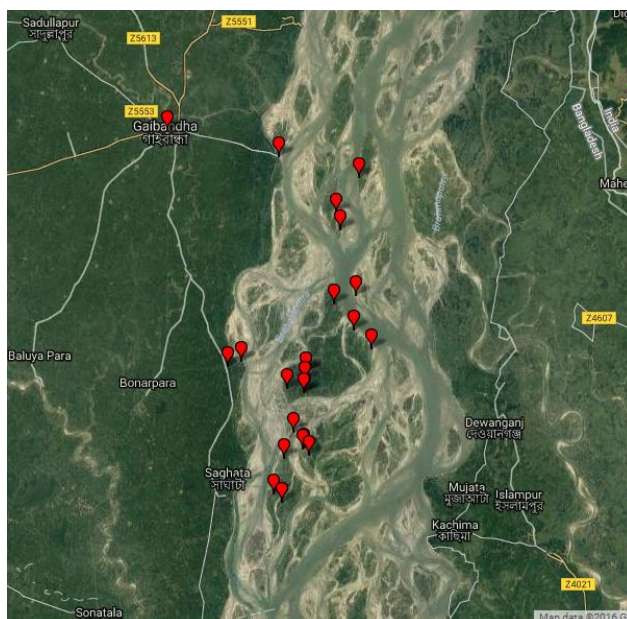 Sadullapur
সাদুল্লাপুর
Z5613
Z5551
Z5553
Gaibandha
গাইবান্ধা
India
Bangladesh
Mahe
Z4607
Baluya Para
Bonarpara
Dewanganj
দেওয়ানগঞ্জ
Saghata
সাঘাটা
Mujata
মুজাআটা
Islampur
ইসলামপুর
Kachima
কাছিমা
Z4021
Sonatala
Map data ©2016 G